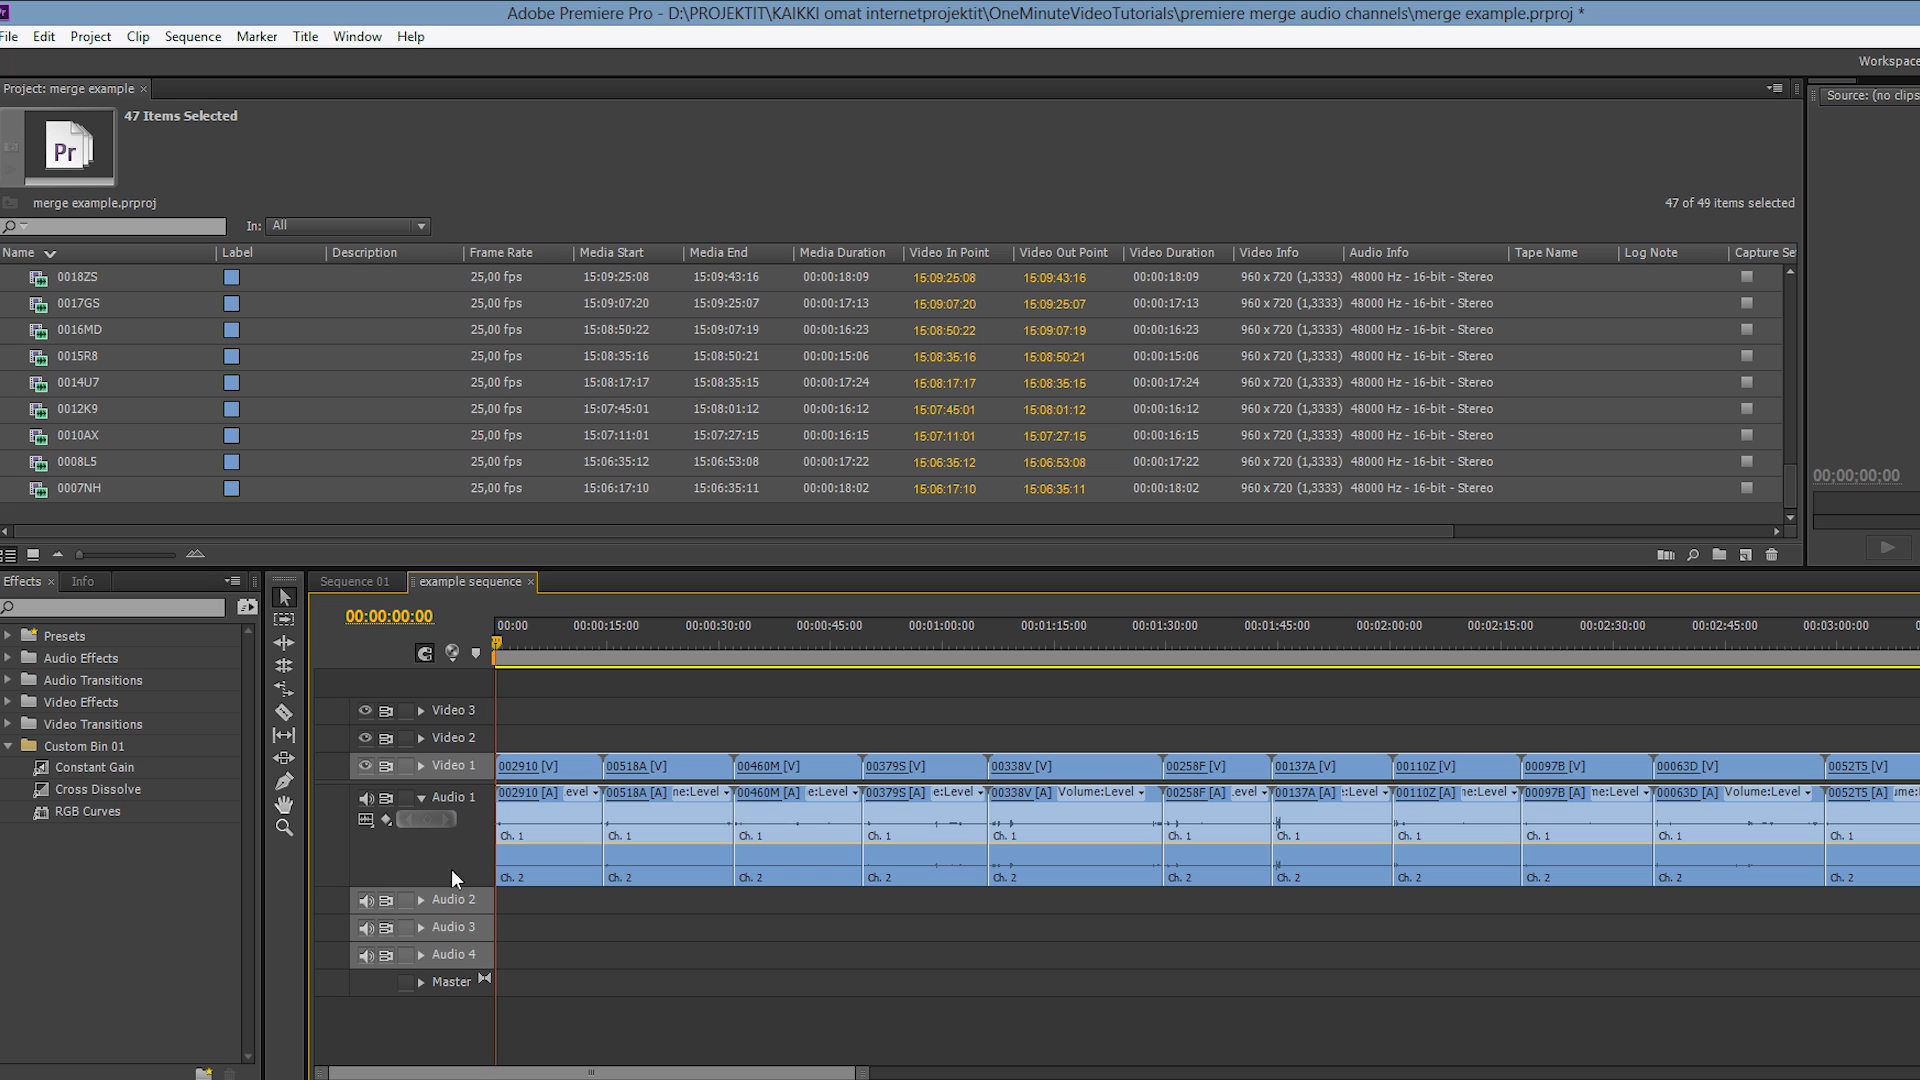 Adobe Premiere Pro - D:\PROJEKTIT\KAIKKI omat internetprojektit\OneMinuteVideoTutorials\premiere merge audio channels\merge example.prproj *
File Edit Project Clip Sequence Marker Title Window Help
Workspace
Project: merge example ×
Source: (no clips
47 Items Selected
Pr
merge example.prproj
47 of 49 items selected
In: All
Name Label Description Frame Rate Media Start Media End Media Duration Video In Point Video Out Point Video Duration Video Info Audio Info Tape Name Log Note Capture Se
0018ZS 25,00 fps 15:09:25:08 15:09:43:16 00:00:18:09 15:09:25:08 15:09:43:16 00:00:18:09 960 x 720 (1,3333) 48000 Hz - 16-bit - Stereo
0017GS 25,00 fps 15:09:07:20 15:09:25:07 00:00:17:13 15:09:07:20 15:09:25:07 00:00:17:13 960 x 720 (1,3333) 48000 Hz - 16-bit - Stereo
0016MD 25,00 fps 15:08:50:22 15:09:07:19 00:00:16:23 15:08:50:22 15:09:07:19 00:00:16:23 960 x 720 (1,3333) 48000 Hz - 16-bit - Stereo
0015R8 25,00 fps 15:08:35:16 15:08:50:21 00:00:15:06 15:08:35:16 15:08:50:21 00:00:15:06 960 x 720 (1,3333) 48000 Hz - 16-bit - Stereo
0014U7 25,00 fps 15:08:17:17 15:08:35:15 00:00:17:24 15:08:17:17 15:08:35:15 00:00:17:24 960 x 720 (1,3333) 48000 Hz - 16-bit - Stereo
0012K9 25,00 fps 15:07:45:01 15:08:01:12 00:00:16:12 15:07:45:01 15:08:01:12 00:00:16:12 960 x 720 (1,3333) 48000 Hz - 16-bit - Stereo
0010AX 25,00 fps 15:07:11:01 15:07:27:15 00:00:16:15 15:07:11:01 15:07:27:15 00:00:16:15 960 x 720 (1,3333) 48000 Hz - 16-bit - Stereo
0008L5 25,00 fps 15:06:35:12 15:06:53:08 00:00:17:22 15:06:35:12 15:06:53:08 00:00:17:22 960 x 720 (1,3333) 48000 Hz - 16-bit - Stereo
0007NH 25,00 fps 15:06:17:10 15:06:35:11 00:00:18:02 15:06:17:10 15:06:35:11 00:00:18:02 960 x 720 (1,3333) 48000 Hz - 16-bit - Stereo
00;00;00;00
Effects × Info
Presets
Audio Effects
Audio Transitions
Video Effects
Video Transitions
Custom Bin 01
Constant Gain
Cross Dissolve
RGB Curves
Sequence 01 example sequence ×
00:00:00:00
00:00 00:00:15:00 00:00:30:00 00:00:45:00 00:01:00:00 00:01:15:00 00:01:30:00 00:01:45:00 00:02:00:00 00:02:15:00 00:02:30:00 00:02:45:00 00:03:00:00
Video 3
Video 2
Video 1 002910 [V] 00518A [V] 00460M [V] 00379S [V] 00338V [V] 00258F [V] 00137A [V] 00110Z [V] 00097B [V] 00063D [V] 0052T5 [V]
Audio 1 002910 [A] evel 00518A [A] ne:Level 00460M [A] e:Level 00379S [A] e:Level 00338V [A] Volume:Level 00258F [A] .evel 00137A [A] :Level 00110Z [A] ne:Level 00097B [A] ne:Level 00063D [A] Volume:Level 0052T5 [A]
Ch. 1 Ch. 1 Ch. 1 Ch. 1 Ch. 1 Ch. 1 Ch. 1 Ch. 1 Ch. 1 Ch. 1 Ch. 1
Ch. 2 Ch. 2 Ch. 2 Ch. 2 Ch. 2 Ch. 2 Ch. 2 Ch. 2 Ch. 2 Ch. 2 Ch. 2
Audio 2
Audio 3
Audio 4
Master